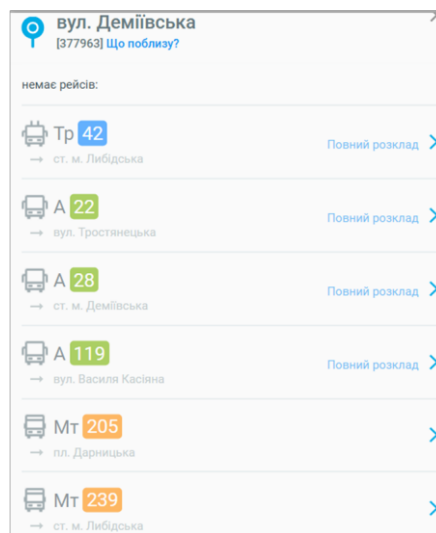 вул. Деміївська
[377963] Що поблизу?
немає рейсів:
Тр 42
Повний розклад
→ ст. м. Либідська
А 22
Повний розклад
→ вул. Тростянецька
А 28
Повний розклад
→ ст. м. Деміївська
А 119
Повний розклад
→ вул. Василя Касіяна
Мт 205
→ пл. Дарницька
Мт 239
→ ст. м. Либідська